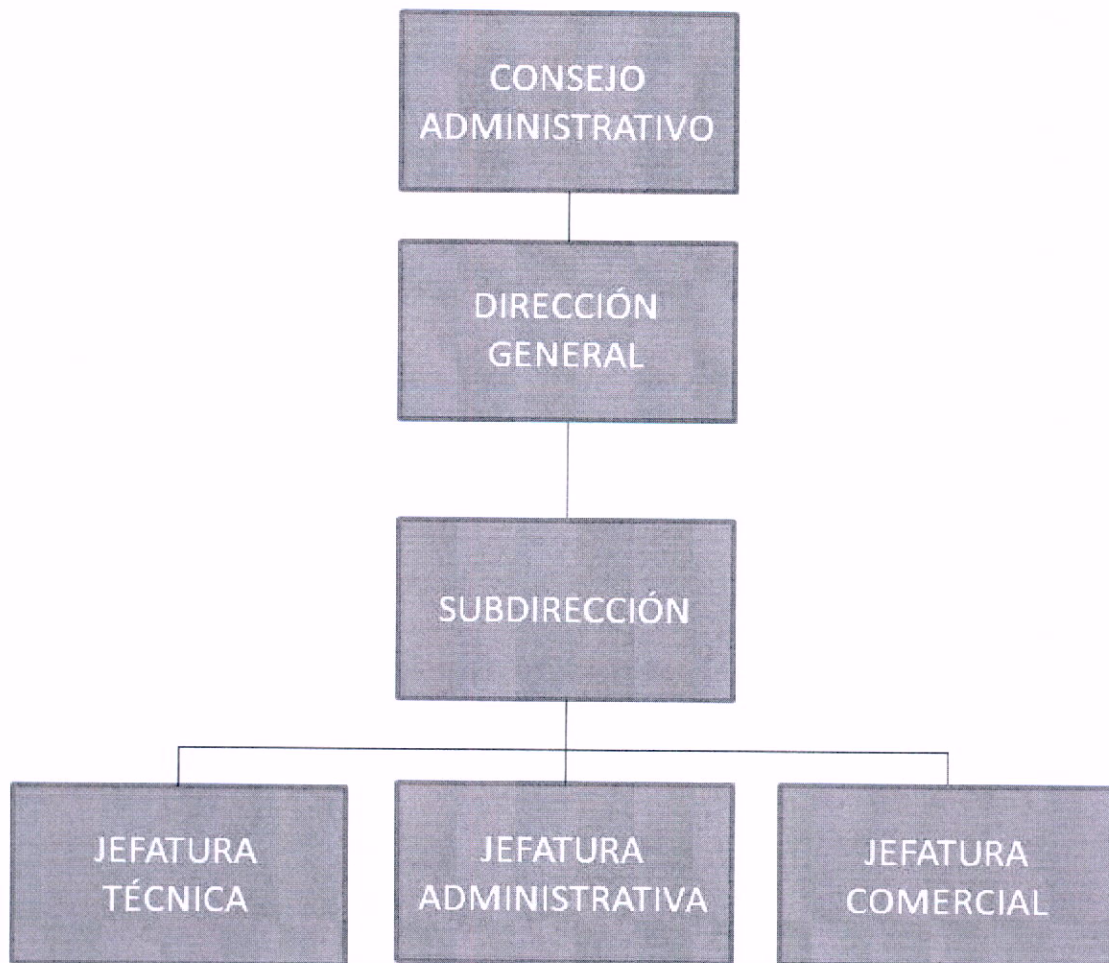 CONSEJO
ADMINISTRATIVO
DIRECCIÓN
GENERAL
SUBDIRECCIÓN
JEFATURA
TÉCNICA
JEFATURA
ADMINISTRATIVA
JEFATURA
COMERCIAL